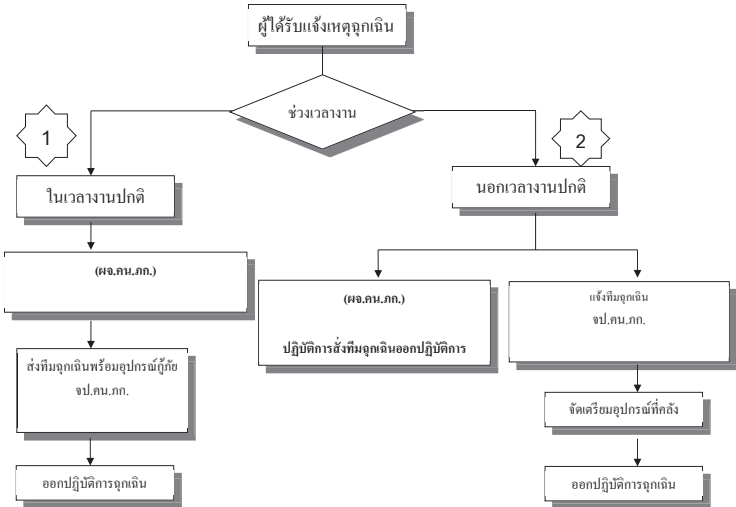 ผู้ได้รับแจ้งเหตุฉุกเฉิน
ช่วงเวลางาน
1
2
ในเวลางานปกติ
นอกเวลางานปกติ
(ผจ.คน.ภก.)
(ผจ.คน.ภก.)
ปฏิบัติการสั่งทีมฉุกเฉินออกปฏิบัติการ
แจ้งทีมฉุกเฉิน
จป.คน.ภก.
ส่งทีมฉุกเฉินพร้อมอุปกรณ์กู้ภัย
จป.คน.ภก.
จัดเตรียมอุปกรณ์ที่คลัง
ออกปฏิบัติการฉุกเฉิน
ออกปฏิบัติการฉุกเฉิน